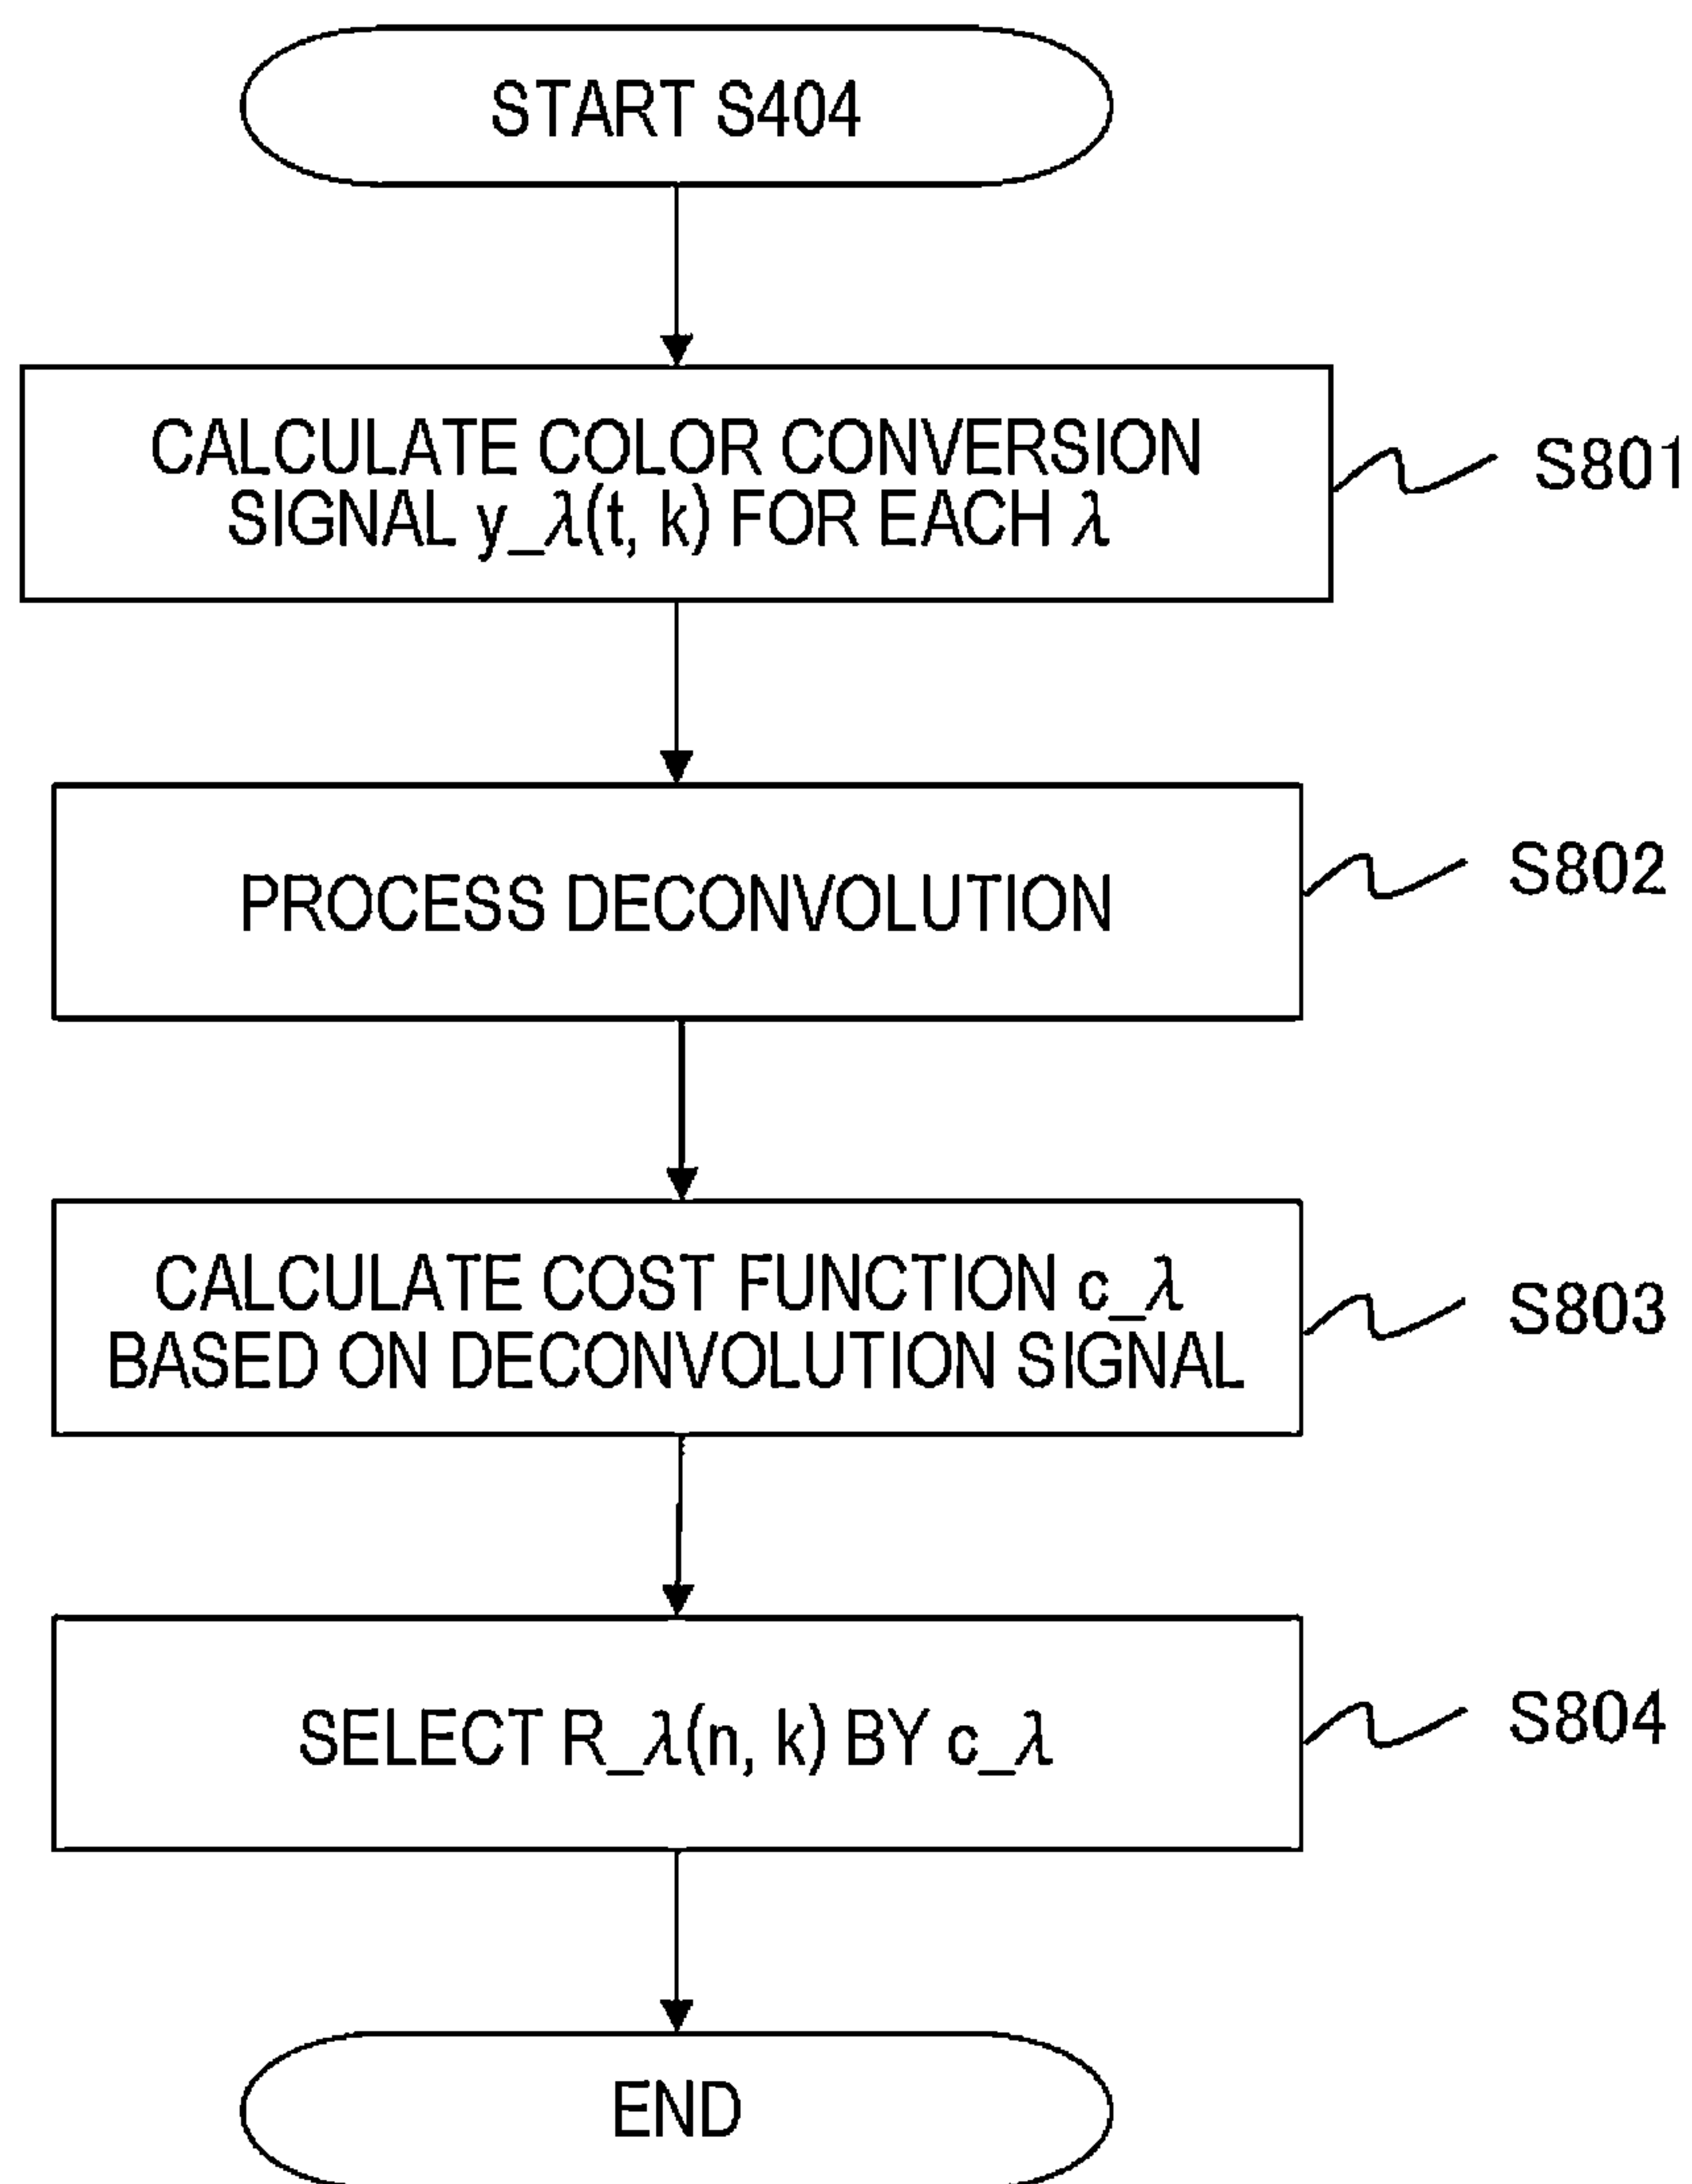 START S404
CALCULATE COLOR CONVERSION
SIGNAL y_λ(t, k) FOR EACH λ
S801
PROCESS DECONVOLUTION
S802
CALCULATE COST FUNCTION c_λ
BASED ON DECONVOLUTION SIGNAL
S803
SELECT R_λ(n, k) BY c_λ
S804
END